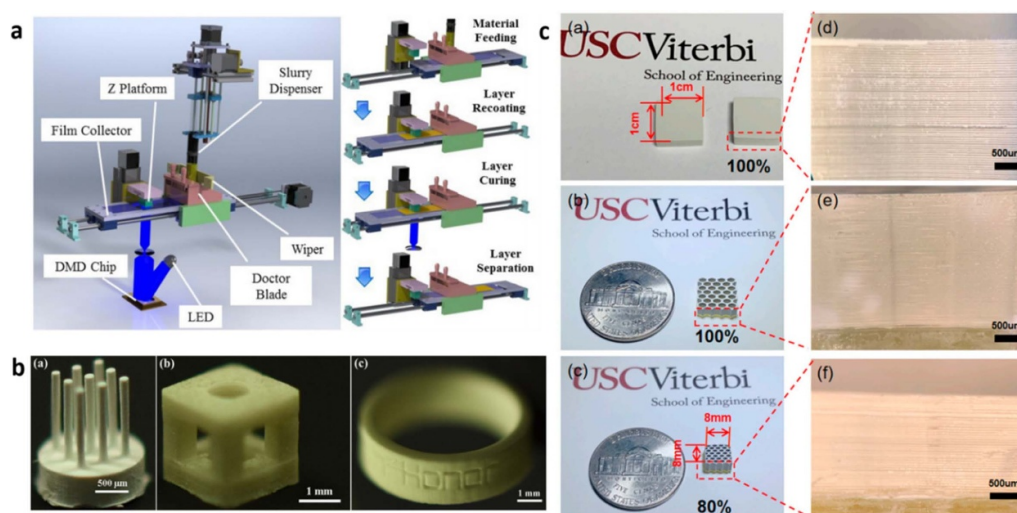 a
Z Platform
Film Collector
DMD Chip
LED
Slurry
Dispenser
Wiper
Doctor
Blade
Material
Feeding
Layer
Recoating
Layer
Curing
Layer
Separation
b
(a)
500 μm
(b)
1 mm
(c)
HONOR
1 mm
c
(a)
USCViterbi
School of Engineering
1cm
1cm
100%
(b)
USCViterbi
School of Engineering
100%
(c)
USCViterbi
School of Engineering
8mm
8mm
80%
(d)
500um
(e)
500um
(f)
500um